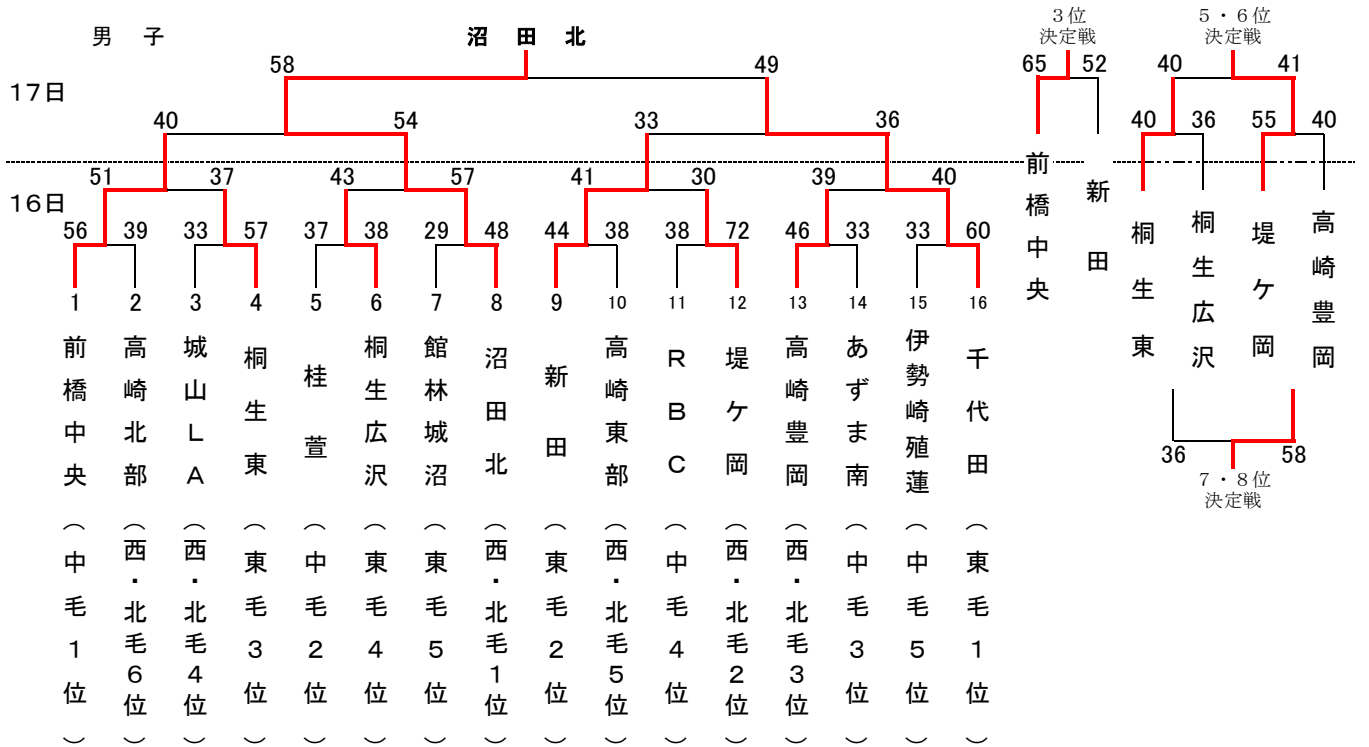 男 子
沼 田 北
3位
決定戦
5・6位
決定戦
58
49
65
52
40
41
17日
40
54
33
36
40
36
55
40
51
37
43
57
41
30
39
40
16日
56
39
33
57
37
38
29
48
44
38
38
72
46
33
33
60
1
2
3
4
5
6
7
8
9
10
11
12
13
14
15
16
前橋中央(中毛1位)
高崎北部(西・北毛6位)
城山LA(西・北毛4位)
桐生東(東毛3位)
桂萱(中毛2位)
桐生広沢(東毛4位)
館林城沼(東毛5位)
沼田北(西・北毛1位)
新田(東毛2位)
高崎東部(西・北毛5位)
RBC(中毛4位)
堤ケ岡(西・北毛2位)
高崎豊岡(西・北毛3位)
あずま南(中毛3位)
伊勢崎殖蓮(中毛5位)
千代田(東毛1位)
前橋中央
新田
桐生東
桐生広沢
堤ケ岡
高崎豊岡
36
58
7・8位
決定戦